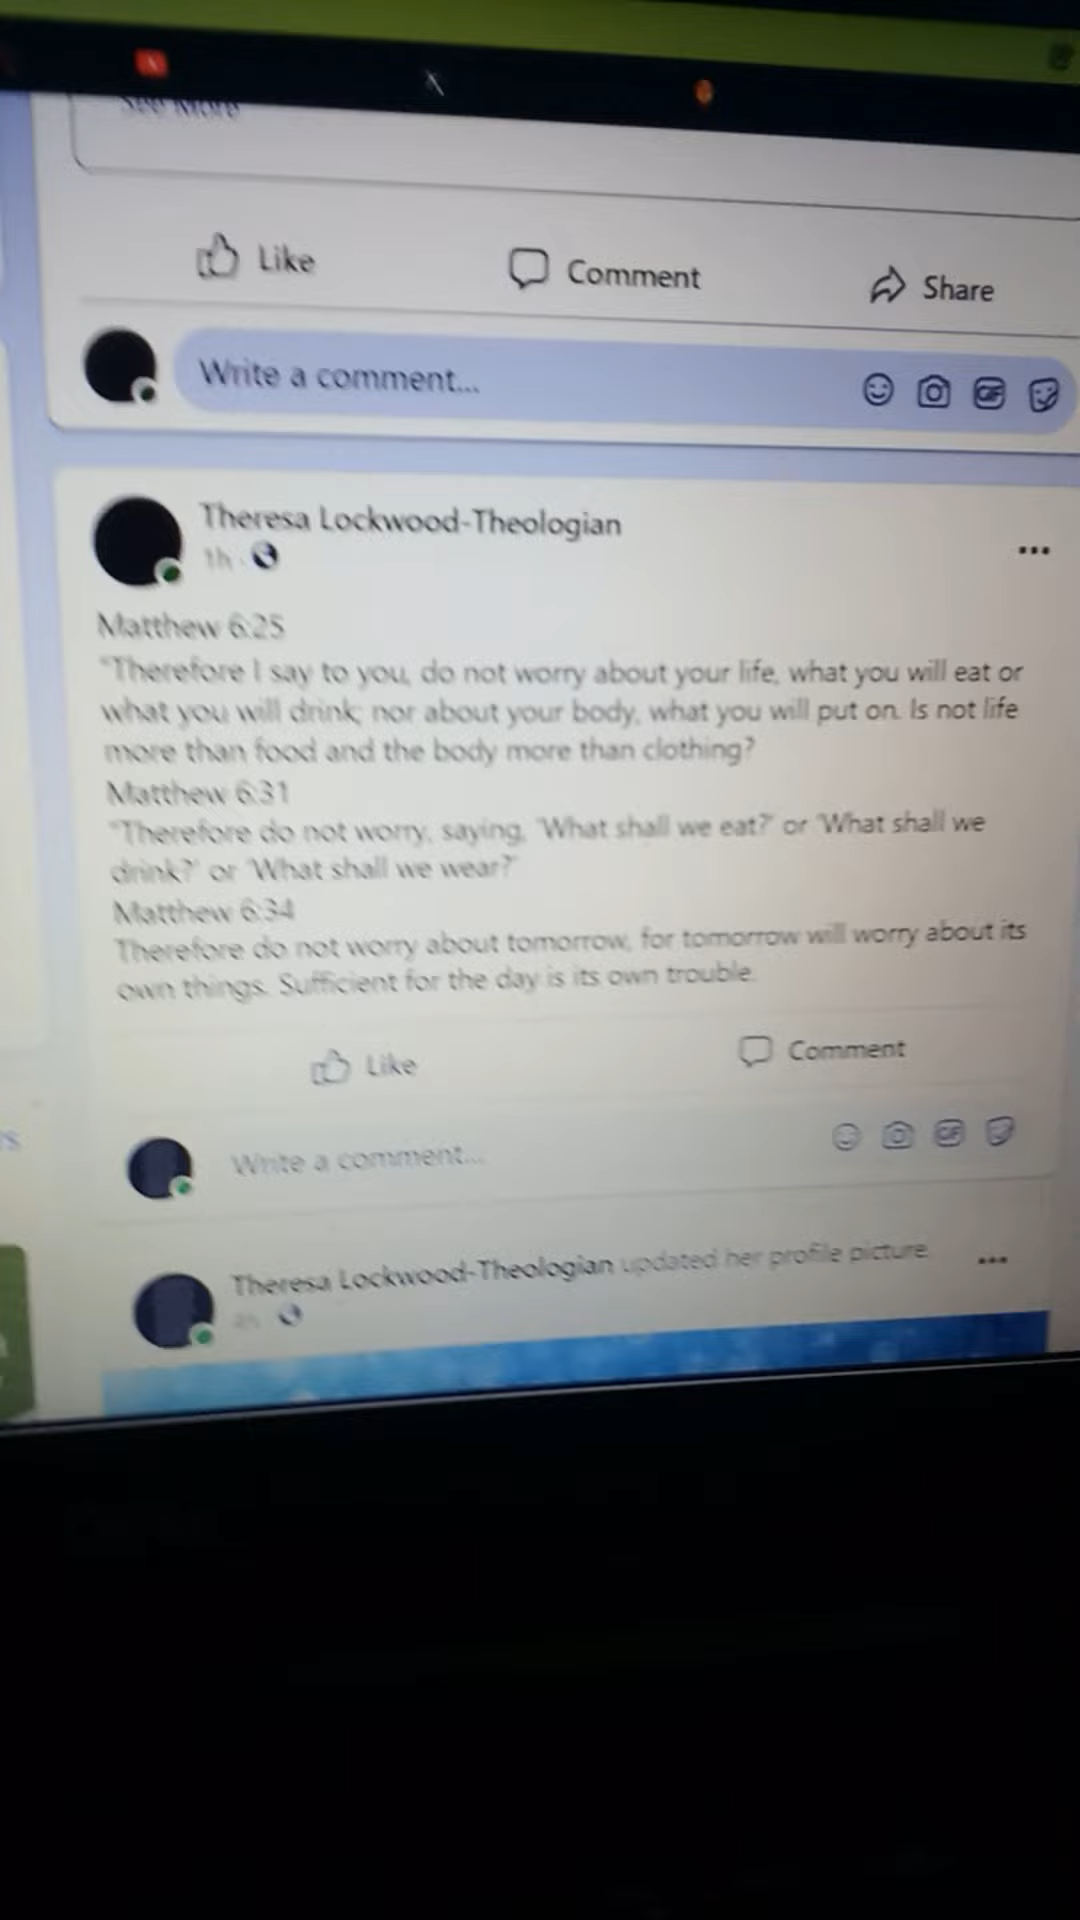 See More
Like
Comment
Share
Write a comment...
GIF
Theresa Lockwood-Theologian
1h
Matthew 6:25
"Therefore I say to you, do not worry about your life, what you will eat or
what you will drink; nor about your body, what you will put on. Is not life
more than food and the body more than clothing?
Matthew 6:31
"Therefore do not worry, saying, 'What shall we eat?' or 'What shall we
drink?' or 'What shall we wear?'
Matthew 6:34
Therefore do not worry about tomorrow, for tomorrow will worry about its
own things. Sufficient for the day is its own trouble.
Like
Comment
Write a comment...
GIF
Theresa Lockwood-Theologian updated her profile picture.